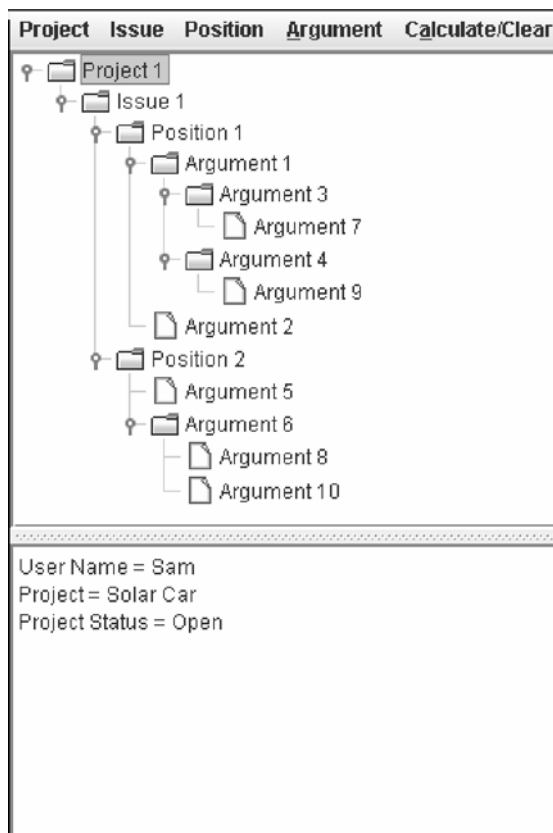 Project Issue Position Argument Calculate/Clear
Project 1
Issue 1
Position 1
Argument 1
Argument 3
Argument 7
Argument 4
Argument 9
Argument 2
Position 2
Argument 5
Argument 6
Argument 8
Argument 10
User Name = Sam
Project = Solar Car
Project Status = Open